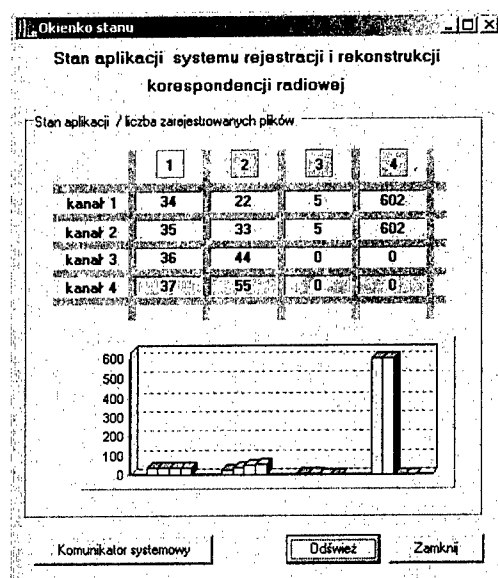 Okienko stanu
Stan aplikacji systemu rejestracji i rekonstrukcji
korespondencji radiowej
Stan aplikacji / liczba zarejestrowanych plików
1 2 3 4
kanał 1 34 22 5 602
kanał 2 35 33 5 602
kanał 3 36 44 0 0
kanał 4 37 55 0 0
600
500
400
300
200
100
0
Komunikator systemowy Odśwież Zamknij